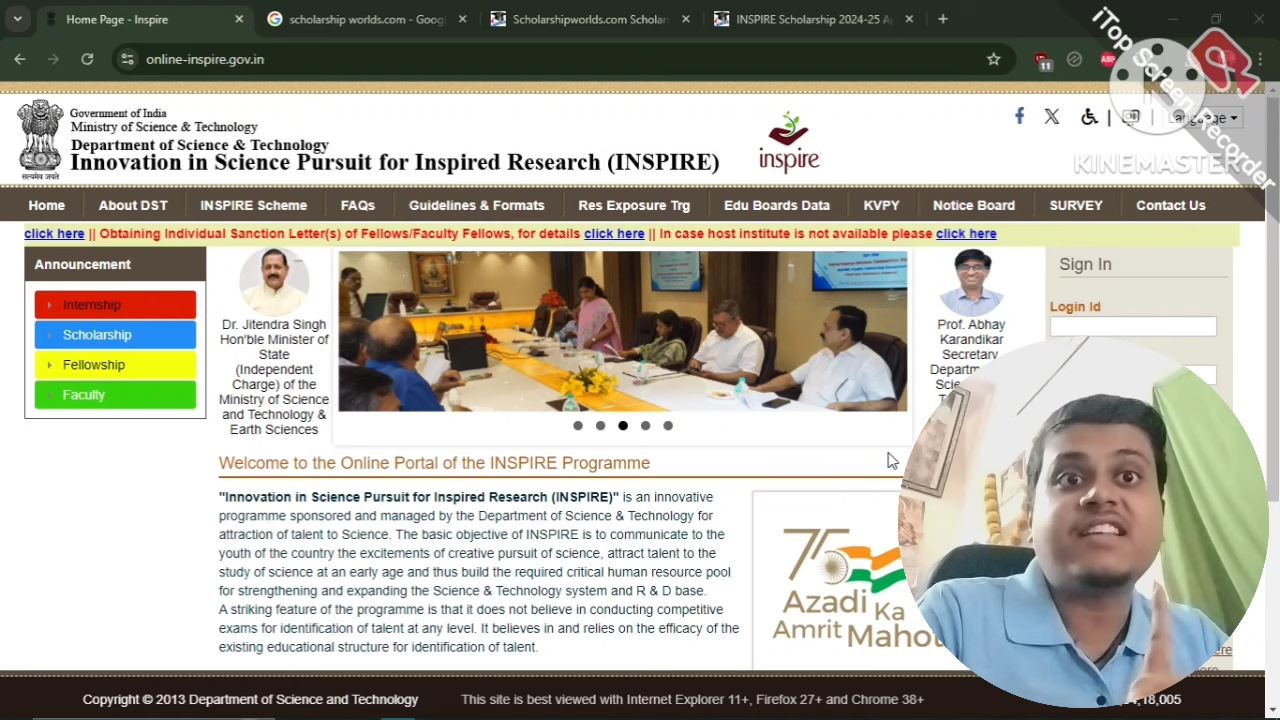 Home Page - Inspire
scholarship worlds.com - Goog
Scholarshipworlds.com Scholar
INSPIRE Scholarship 2024-25 A
online-inspire.gov.in
11
ABP
iTop Screen Recorder
KINEMASTER
Government of India
Ministry of Science & Technology
Department of Science & Technology
Innovation in Science Pursuit for Inspired Research (INSPIRE)
सत्यमेव जयते
inspire
Language
Home
About DST
INSPIRE Scheme
FAQs
Guidelines & Formats
Res Exposure Trg
Edu Boards Data
KVPY
Notice Board
SURVEY
Contact Us
click here || Obtaining Individual Sanction Letter(s) of Fellows/Faculty Fellows, for details click here || In case host institute is not available please click here
Announcement
Internship
Scholarship
Fellowship
Faculty
Dr. Jitendra Singh
Hon'ble Minister of
State
(Independent
Charge) of the
Ministry of Science
and Technology &
Earth Sciences
Prof. Abhay
Karandikar
Secretary
Sign In
Login Id
Welcome to the Online Portal of the INSPIRE Programme
"Innovation in Science Pursuit for Inspired Research (INSPIRE)" is an innovative
programme sponsored and managed by the Department of Science & Technology for
attraction of talent to Science. The basic objective of INSPIRE is to communicate to the
youth of the country the excitements of creative pursuit of science, attract talent to the
study of science at an early age and thus build the required critical human resource pool
for strengthening and expanding the Science & Technology system and R & D base.
A striking feature of the programme is that it does not believe in conducting competitive
exams for identification of talent at any level. It believes in and relies on the efficacy of the
existing educational structure for identification of talent.
75
Azadi Ka
Amrit Mahot
Copyright © 2013 Department of Science and Technology
This site is best viewed with Internet Explorer 11+, Firefox 27+ and Chrome 38+